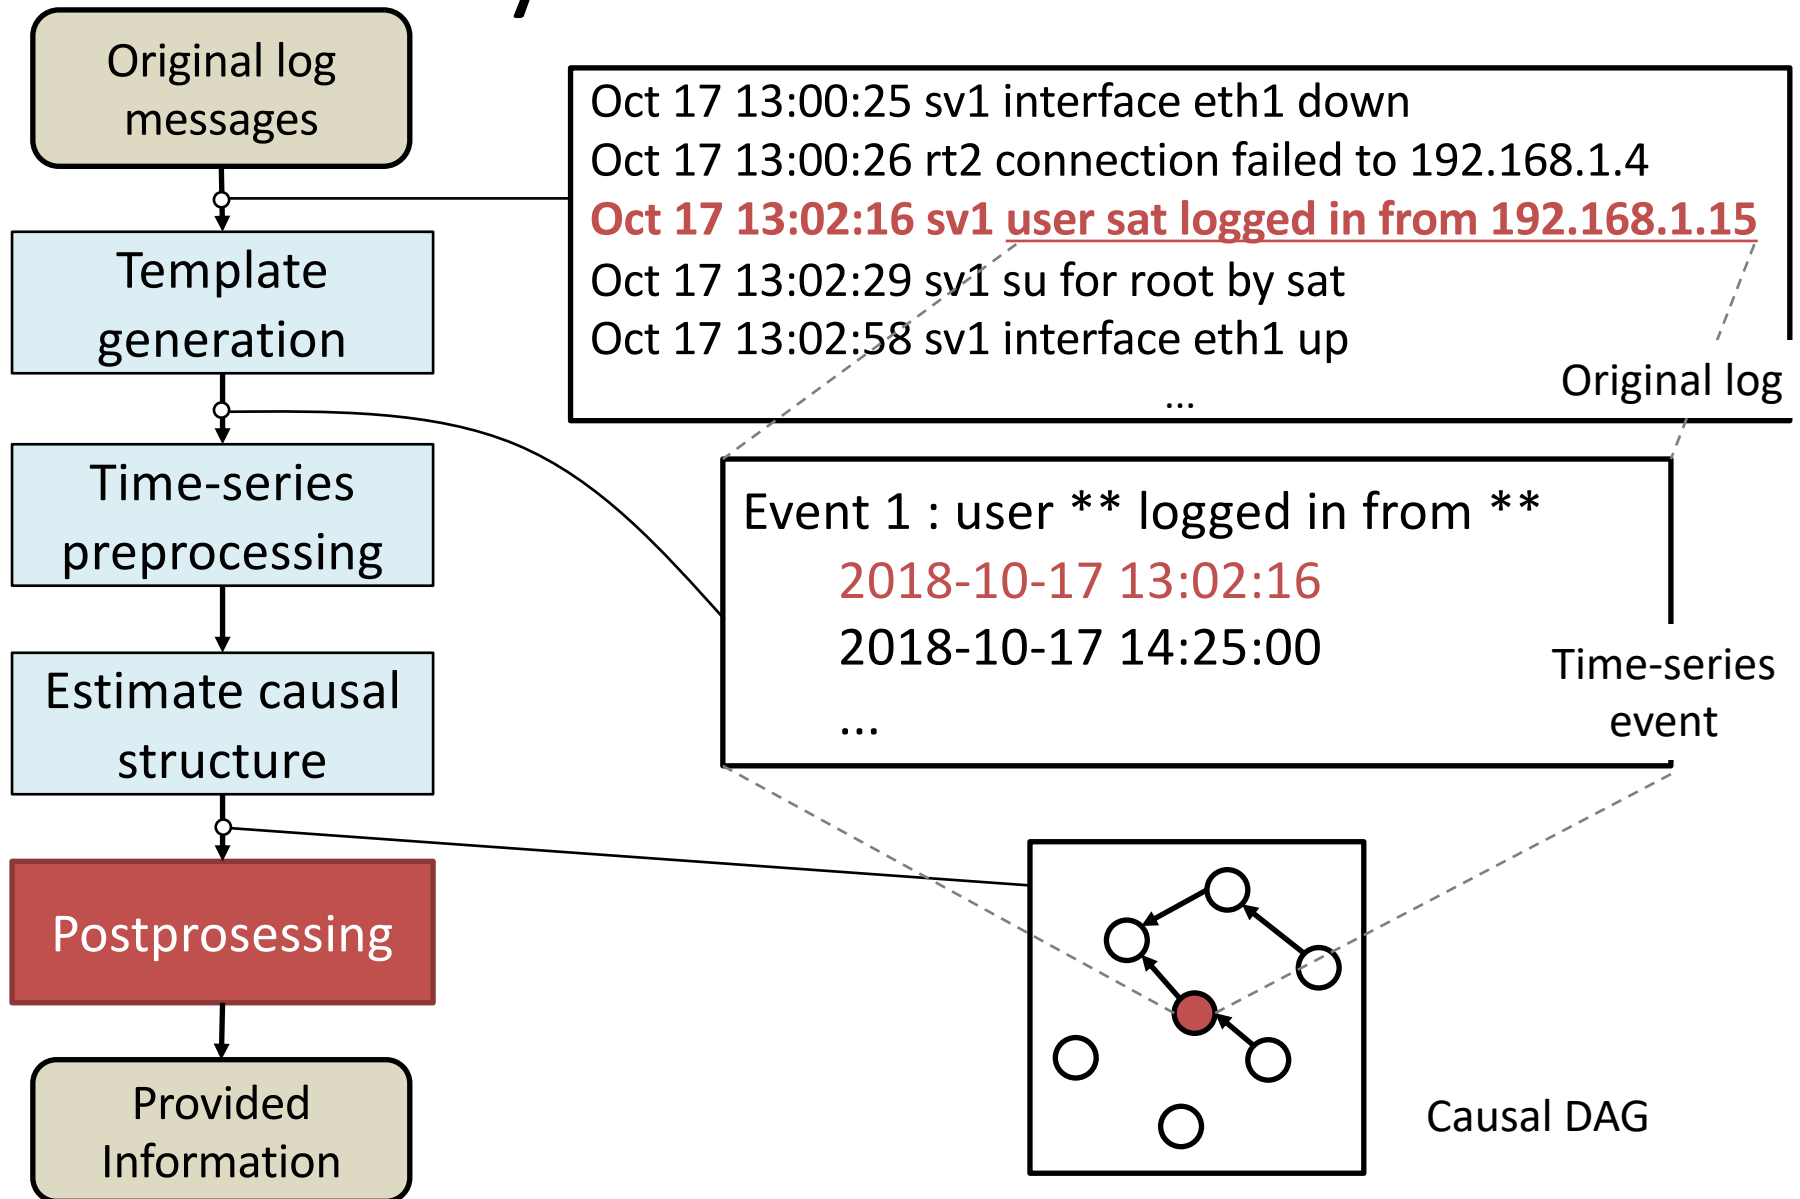 Original log
messages
Template
generation
Time-series
preprocessing
Estimate causal
structure
Postprosessing
Provided
Information
Oct 17 13:00:25 sv1 interface eth1 down
Oct 17 13:00:26 rt2 connection failed to 192.168.1.4
Oct 17 13:02:16 sv1 user sat logged in from 192.168.1.15
Oct 17 13:02:29 sv1 su for root by sat
Oct 17 13:02:58 sv1 interface eth1 up
...
Original log
Event 1 : user ** logged in from **
2018-10-17 13:02:16
2018-10-17 14:25:00
...
Time-series
event
Causal DAG